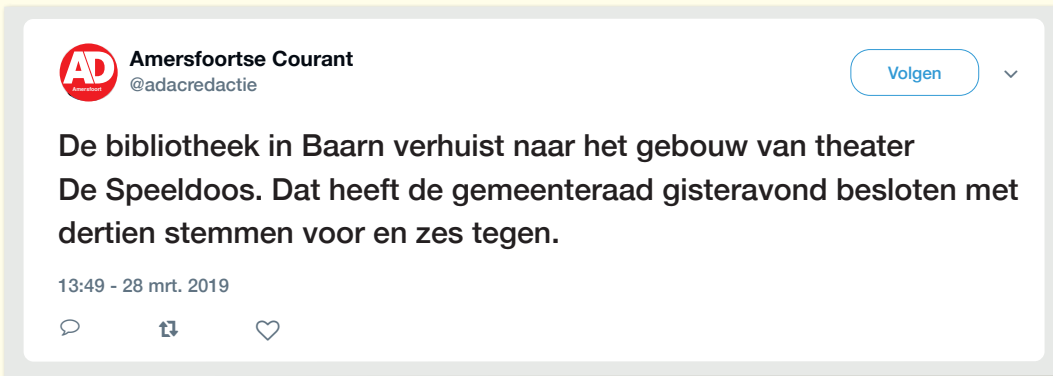 AD
Amersfoort
Amersfoortse Courant
@adacredactie
Volgen
De bibliotheek in Baarn verhuist naar het gebouw van theater
De Speeldoos. Dat heeft de gemeenteraad gisteravond besloten met
dertien stemmen voor en zes tegen.
13:49 - 28 mrt. 2019